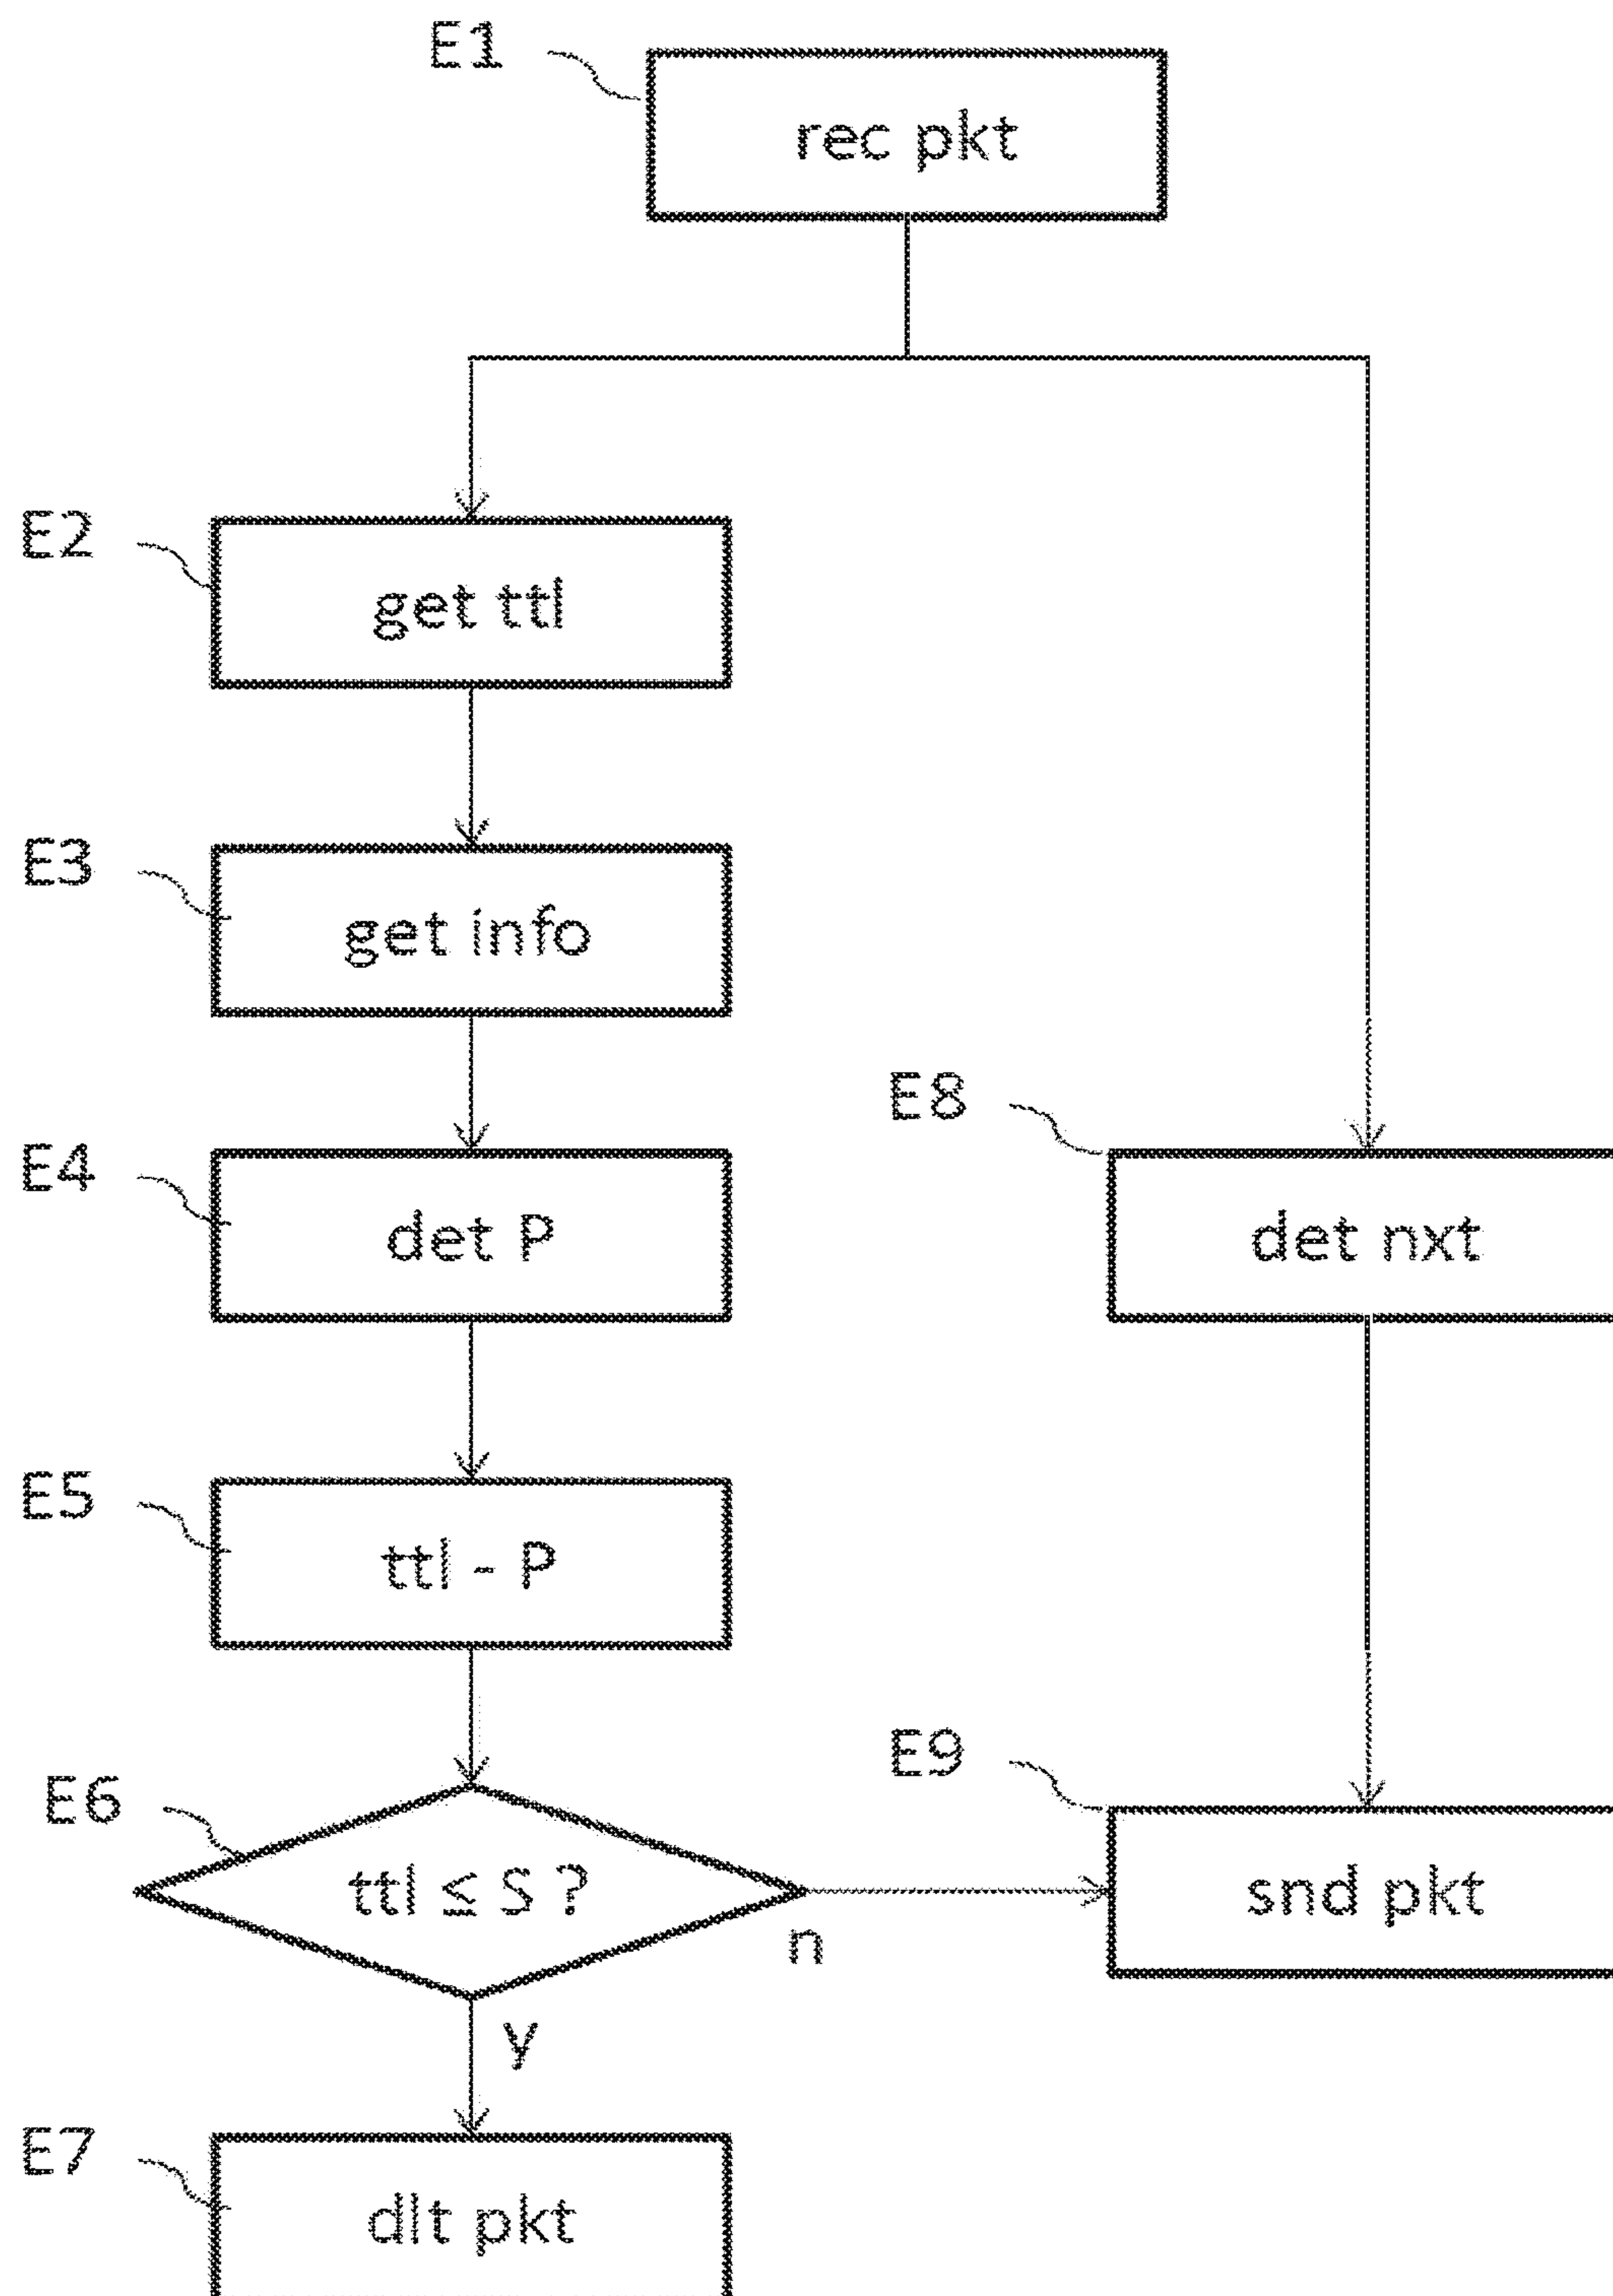 E1
rec pkt
E2
get ttl
E3
get info
E8
E4
det P
det nxt
E5
ttl - P
E9
E6
ttl ≤ S ?
snd pkt
n
y
E7
dlt pkt